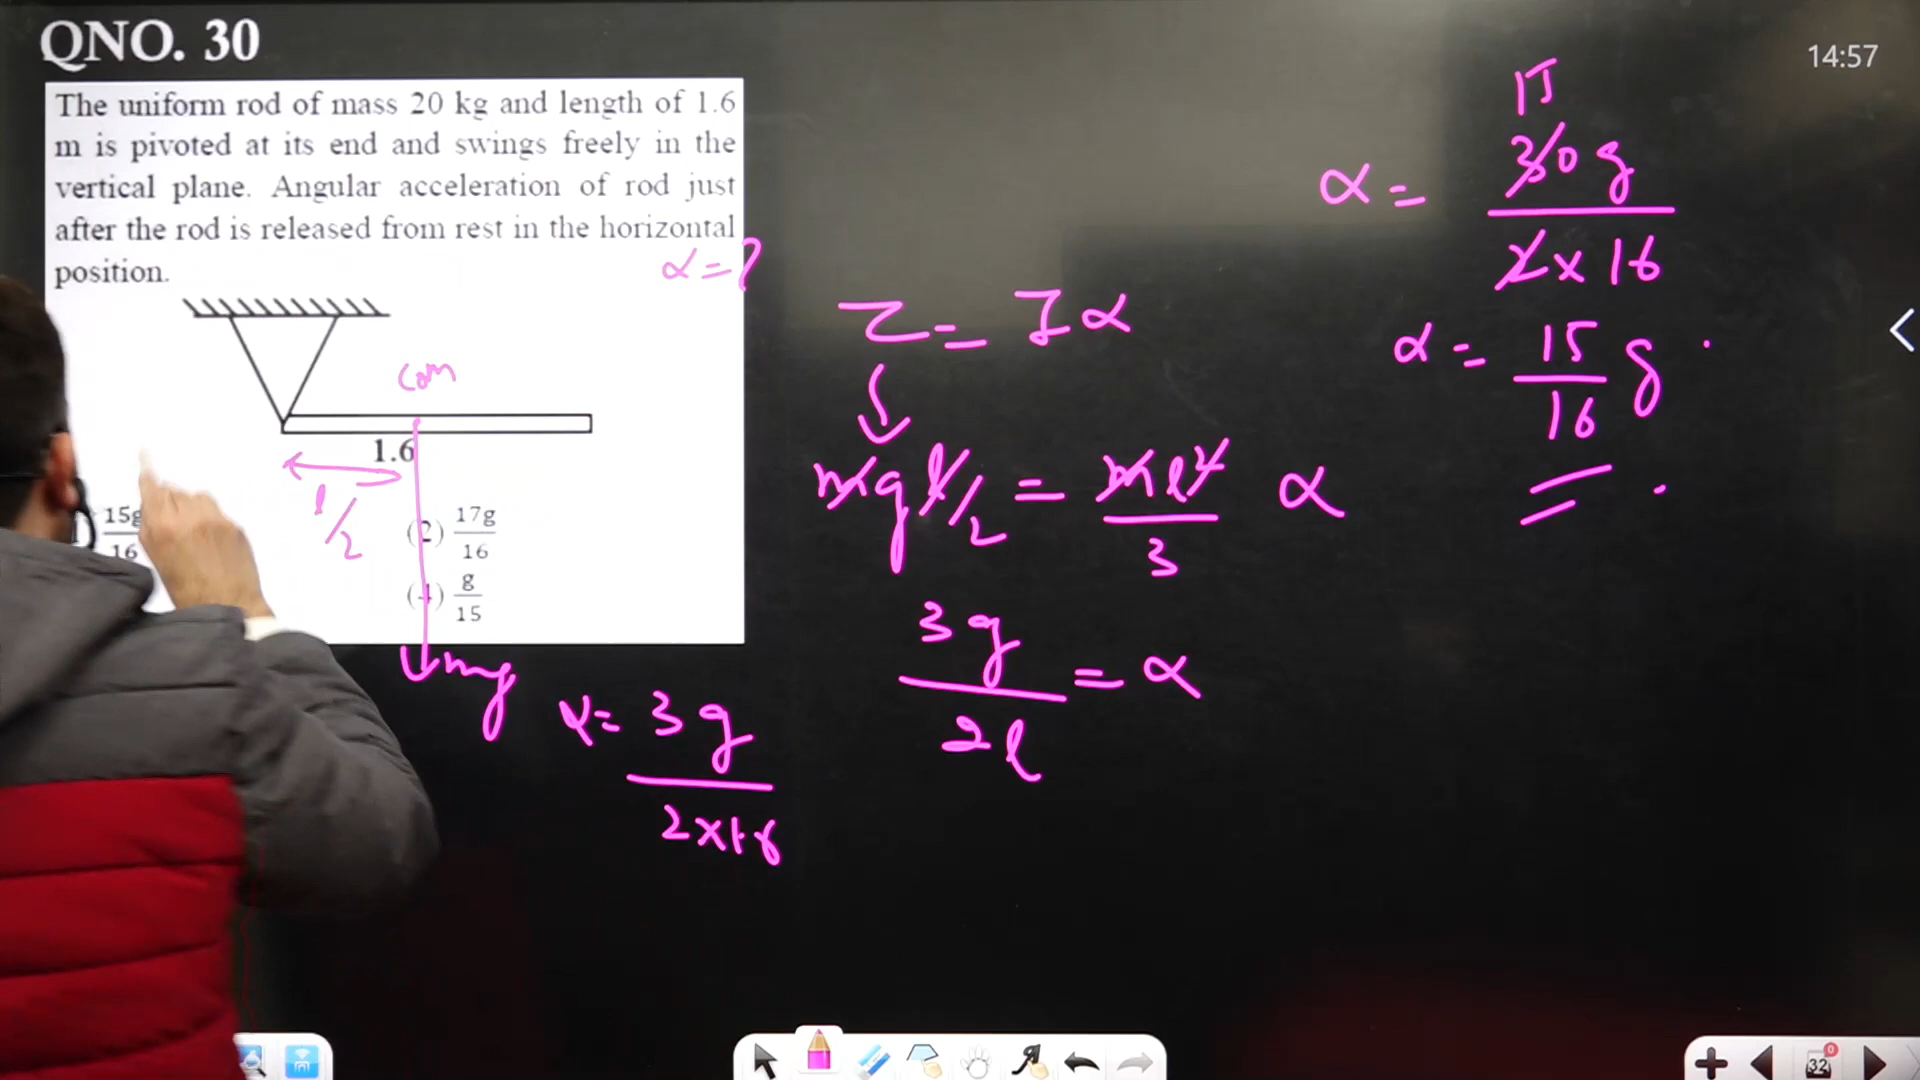 QNO. 30
14:57
The uniform rod of mass 20 kg and length of 1.6
m is pivoted at its end and swings freely in the
vertical plane. Angular acceleration of rod just
after the rod is released from rest in the horizontal
position.
α = ?
com
1.6
l/2
15g
16
(2) 17g/16
(4) g/15
mg
α = 3g / 2×1.6
τ = Iα
mg l/2 = ml²/3 α
3g / 2l = α
15
α = 30g / 2×16
α = 15/16 g
32
0